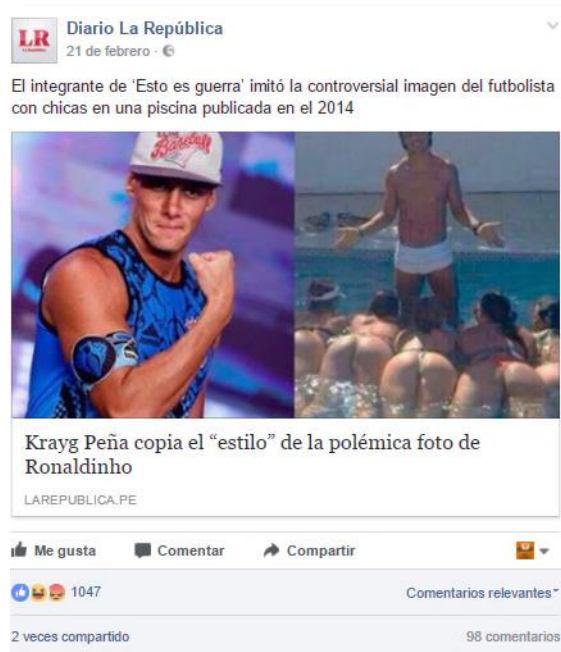 LR
Diario La República
21 de febrero
El integrante de 'Esto es guerra' imitó la controversial imagen del futbolista
con chicas en una piscina publicada en el 2014
Baseball
Krayg Peña copia el “estilo” de la polémica foto de
Ronaldinho
LAREPUBLICA.PE
Me gusta Comentar Compartir
1047 Comentarios relevantes
2 veces compartido 98 comentarios